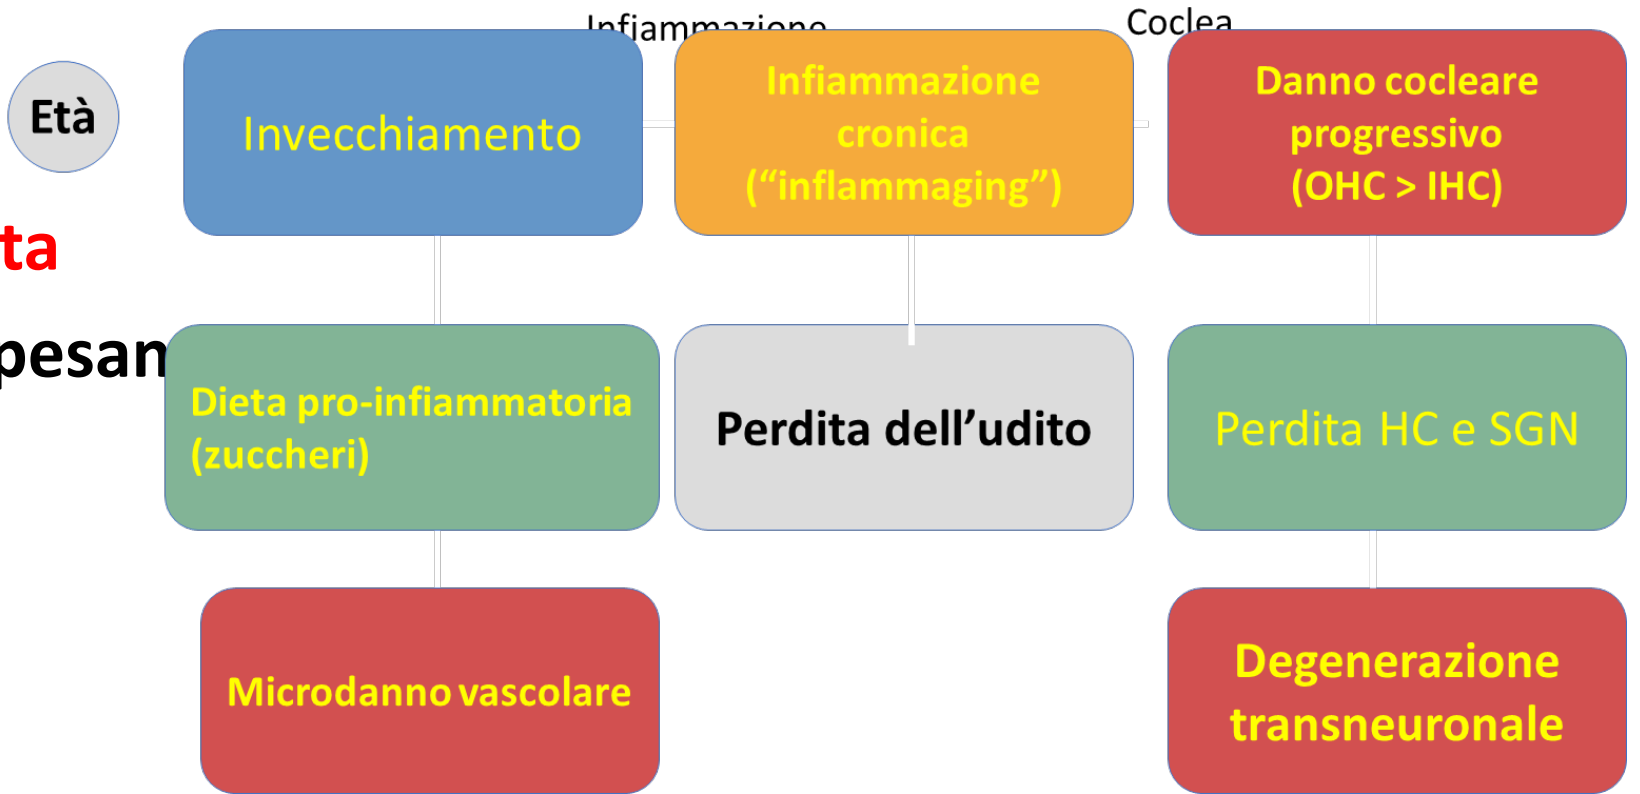 Infiammazione
Coclea
Età
Invecchiamento
Infiammazione
cronica
(“inflammaging”)
Danno cocleare
progressivo
(OHC > IHC)
ta
pesan
Dieta pro-infiammatoria
(zuccheri)
Perdita dell’udito
Perdita HC e SGN
Microdanno vascolare
Degenerazione
transneuronale